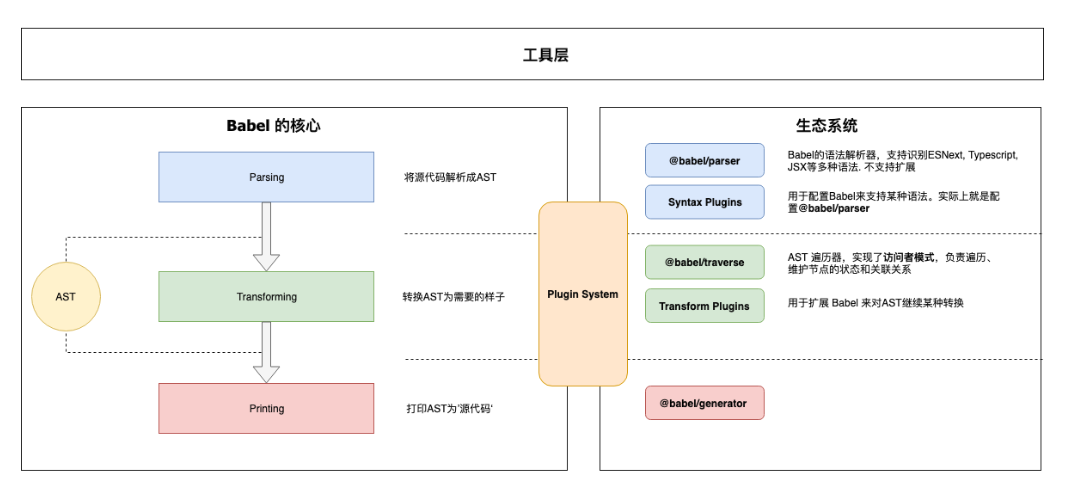 工具层
Babel 的核心
Parsing
将源代码解析成AST
AST
Transforming
转换AST为需要的样子
Printing
打印AST为'源代码'
Plugin System
生态系统
@babel/parser
Babel的语法解析器，支持识别ESNext, Typescript,
JSX等多种语法. 不支持扩展
Syntax Plugins
用于配置Babel来支持某种语法。实际上就是配
置@babel/parser
@babel/traverse
AST 遍历器，实现了访问者模式，负责遍历、
维护节点的状态和关联关系
Transform Plugins
用于扩展 Babel 来对AST继续某种转换
@babel/generator